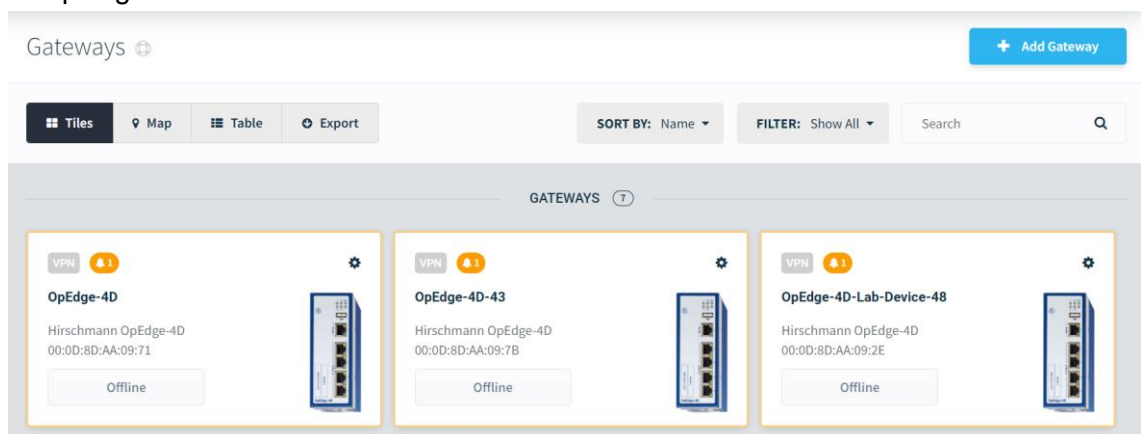 Gateways
+ Add Gateway
Tiles Map Table Export SORT BY: Name FILTER: Show All Search
GATEWAYS 7
VPN 1 VPN 1 VPN 1
OpEdge-4D OpEdge-4D-43 OpEdge-4D-Lab-Device-48
Hirschmann OpEdge-4D Hirschmann OpEdge-4D Hirschmann OpEdge-4D
00:0D:8D:AA:09:71 00:0D:8D:AA:09:7B 00:0D:8D:AA:09:2E
Offline Offline Offline